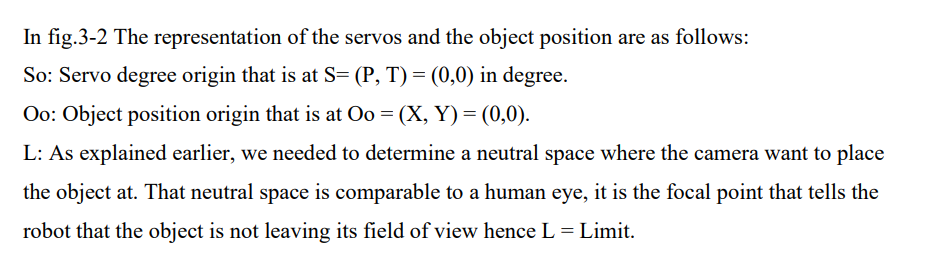 In fig.3-2 The representation of the servos and the object position are as follows:
So: Servo degree origin that is at S= (P, T) = (0,0) in degree.
Oo: Object position origin that is at Oo = (X, Y) = (0,0).
L: As explained earlier, we needed to determine a neutral space where the camera want to place
the object at. That neutral space is comparable to a human eye, it is the focal point that tells the
robot that the object is not leaving its field of view hence L = Limit.